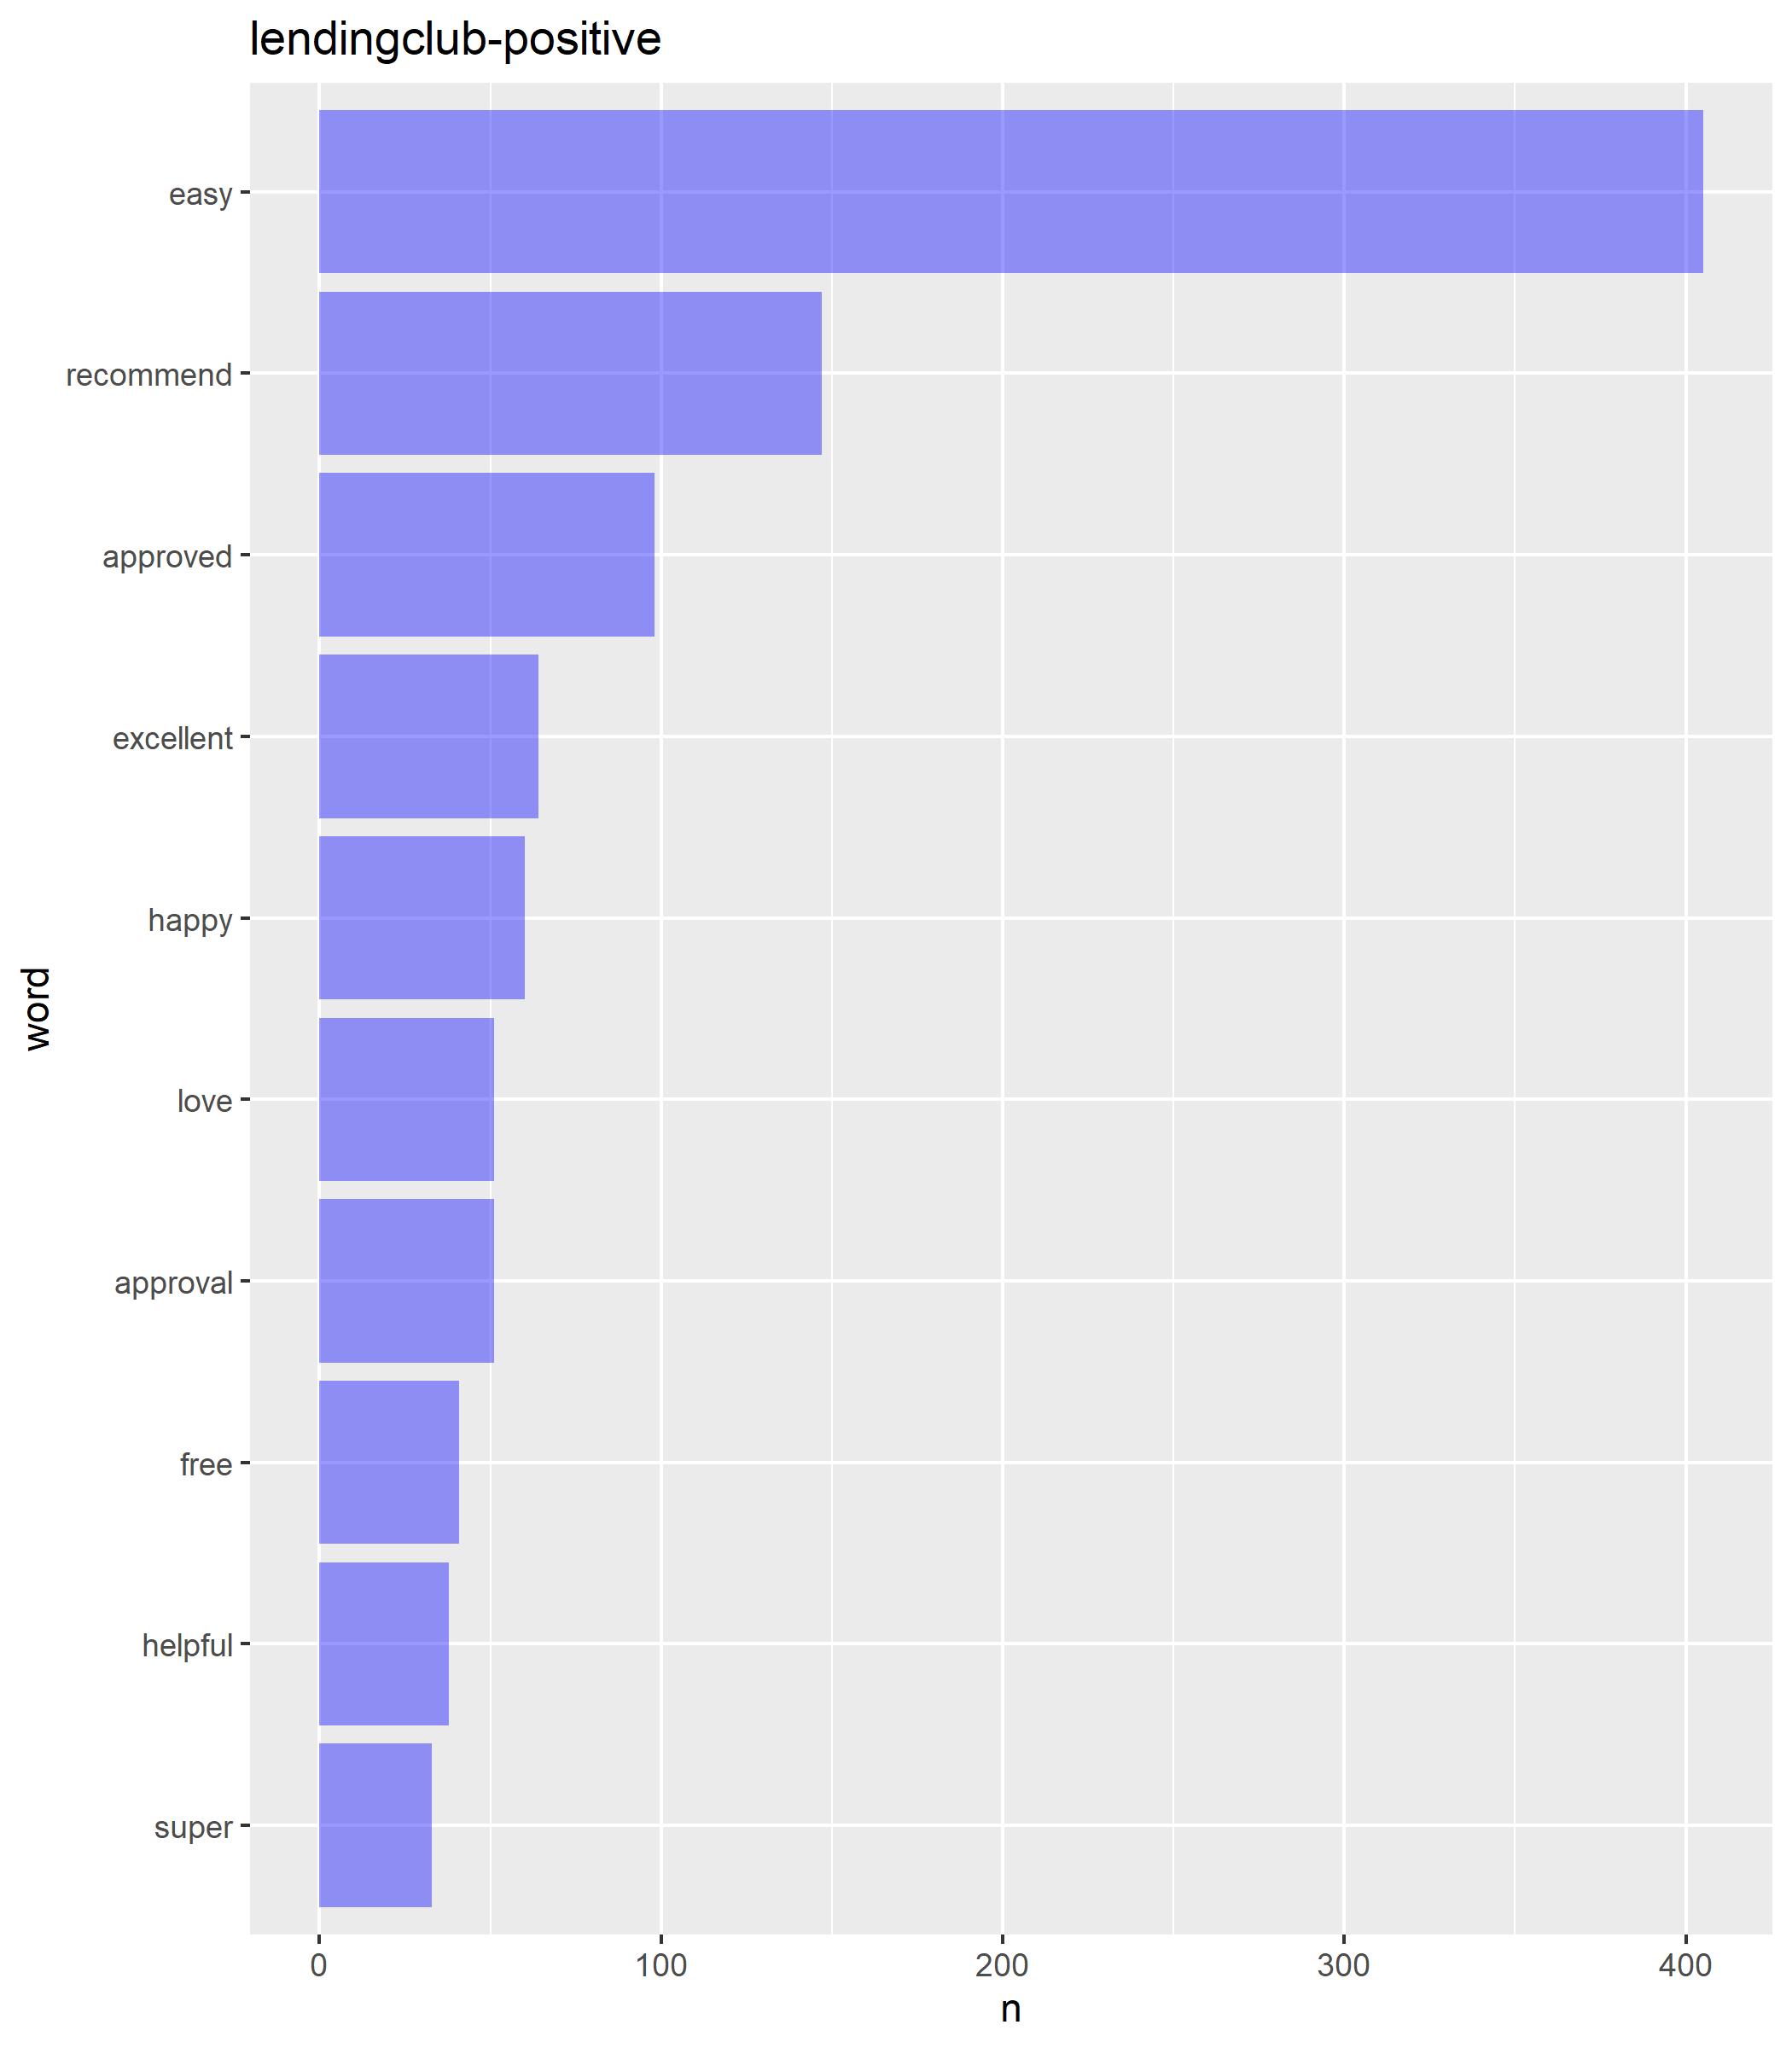 lendingclub-positive
easy
recommend
approved
excellent
happy
love
approval
free
helpful
super
word
0 100 200 300 400
n